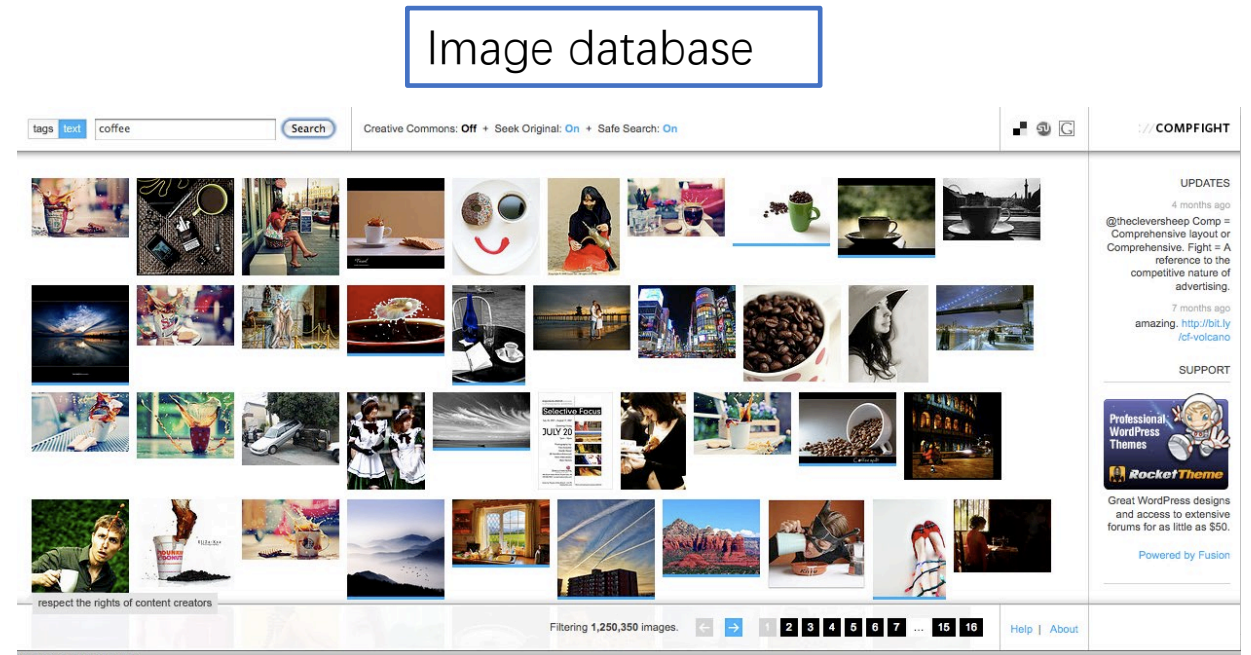 Image database
tags text coffee Search
Creative Commons: Off + Seek Original: On + Safe Search: On
://COMPFIGHT
UPDATES
4 months ago
@thecleversheep Comp =
Comprehensive layout or
Comprehensive. Fight = A
reference to the
competitive nature of
advertising.
7 months ago
amazing. http://bit.ly
/cf-volcano
SUPPORT
Professional
WordPress
Themes
RocketTheme
Great WordPress designs
and access to extensive
forums for as little as $50.
Powered by Fusion
Selective Focus
JULY 20
DUNKIN'
DONUTS
respect the rights of content creators
Filtering 1,250,350 images.
1 2 3 4 5 6 7 ... 15 16
Help | About